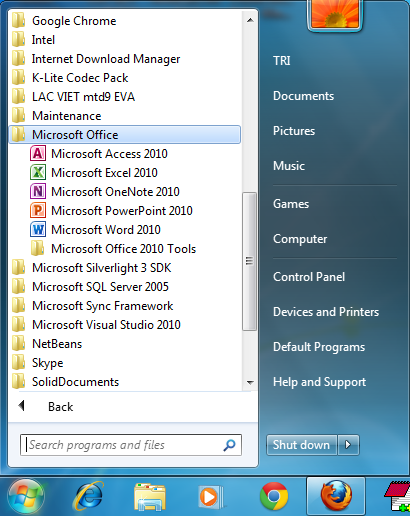 Google Chrome
Intel
Internet Download Manager
K-Lite Codec Pack
LAC VIET mtd9 EVA
Maintenance
Microsoft Office
Microsoft Access 2010
Microsoft Excel 2010
Microsoft OneNote 2010
Microsoft PowerPoint 2010
Microsoft Word 2010
Microsoft Office 2010 Tools
Microsoft Silverlight 3 SDK
Microsoft SQL Server 2005
Microsoft Sync Framework
Microsoft Visual Studio 2010
NetBeans
Skype
SolidDocuments
Back
Search programs and files
TRI
Documents
Pictures
Music
Games
Computer
Control Panel
Devices and Printers
Default Programs
Help and Support
Shut down